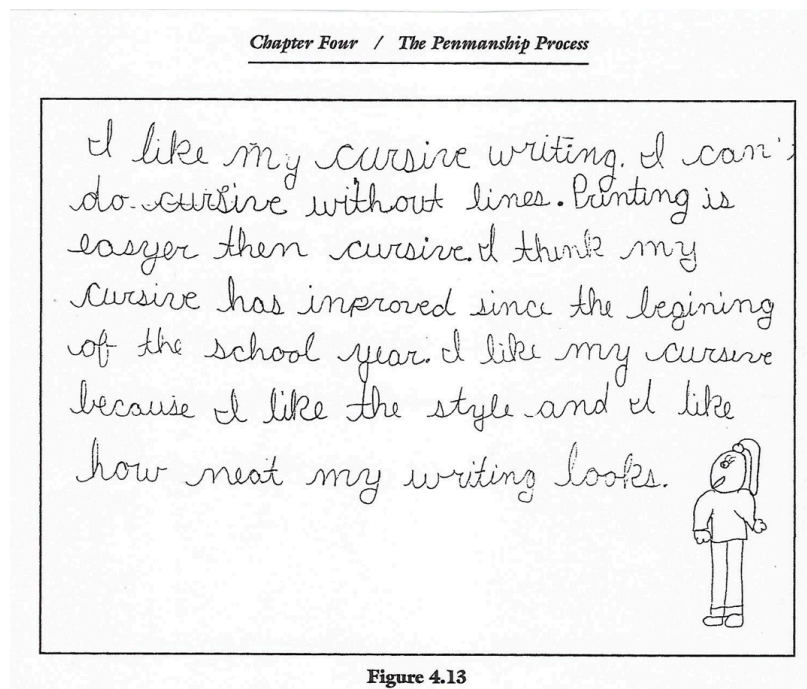 Chapter Four / The Penmanship Process
I like my cursive writing. I can'
do cursive without lines. Printing is
easyer then cursive. I think my
cursive has inproved since the begining
of the school year. I like my cursive
because I like the style and I like
how neat my writing looks.
Figure 4.13